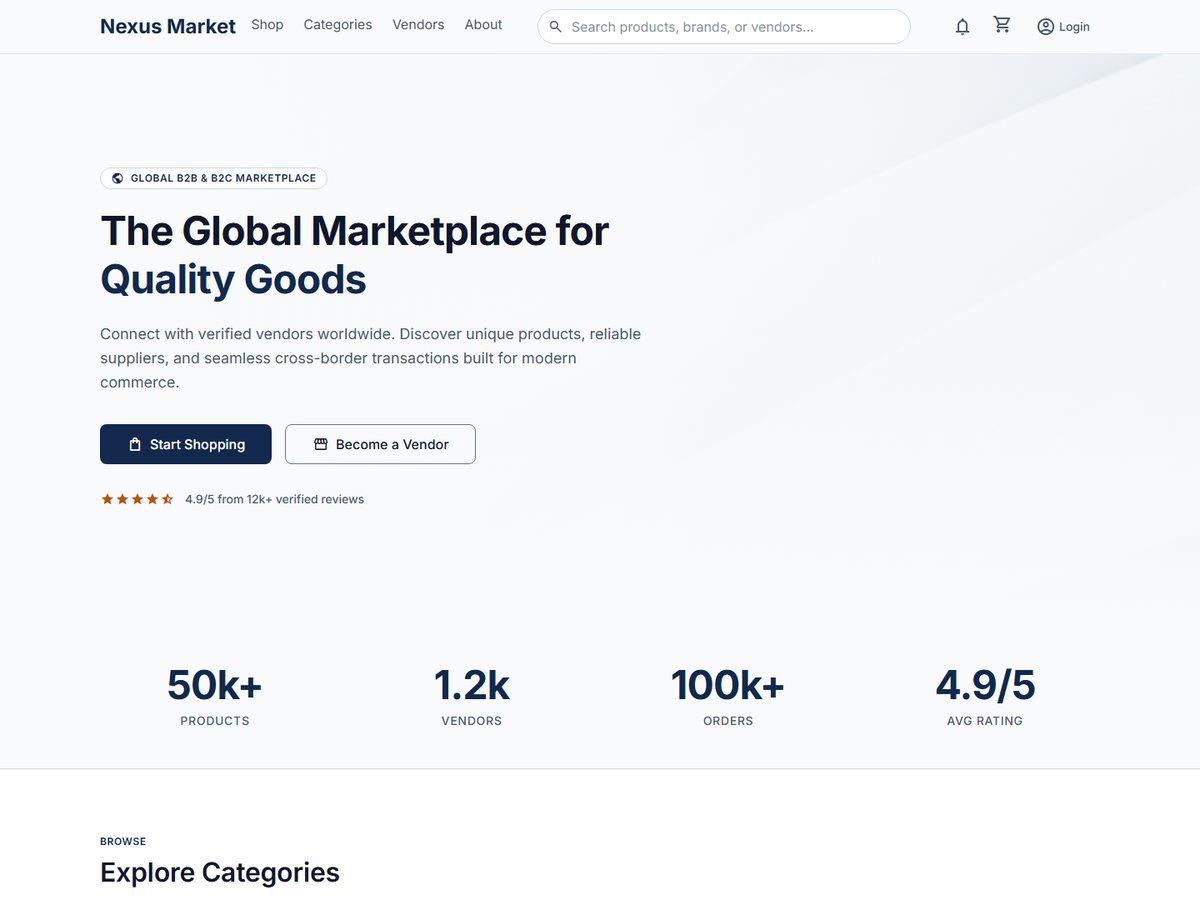 Nexus Market Shop Categories Vendors About Search products, brands, or vendors... Login
GLOBAL B2B & B2C MARKETPLACE
The Global Marketplace for
Quality Goods
Connect with verified vendors worldwide. Discover unique products, reliable
suppliers, and seamless cross-border transactions built for modern
commerce.
Start Shopping Become a Vendor
4.9/5 from 12k+ verified reviews
50k+ 1.2k 100k+ 4.9/5
PRODUCTS VENDORS ORDERS AVG RATING
BROWSE
Explore Categories